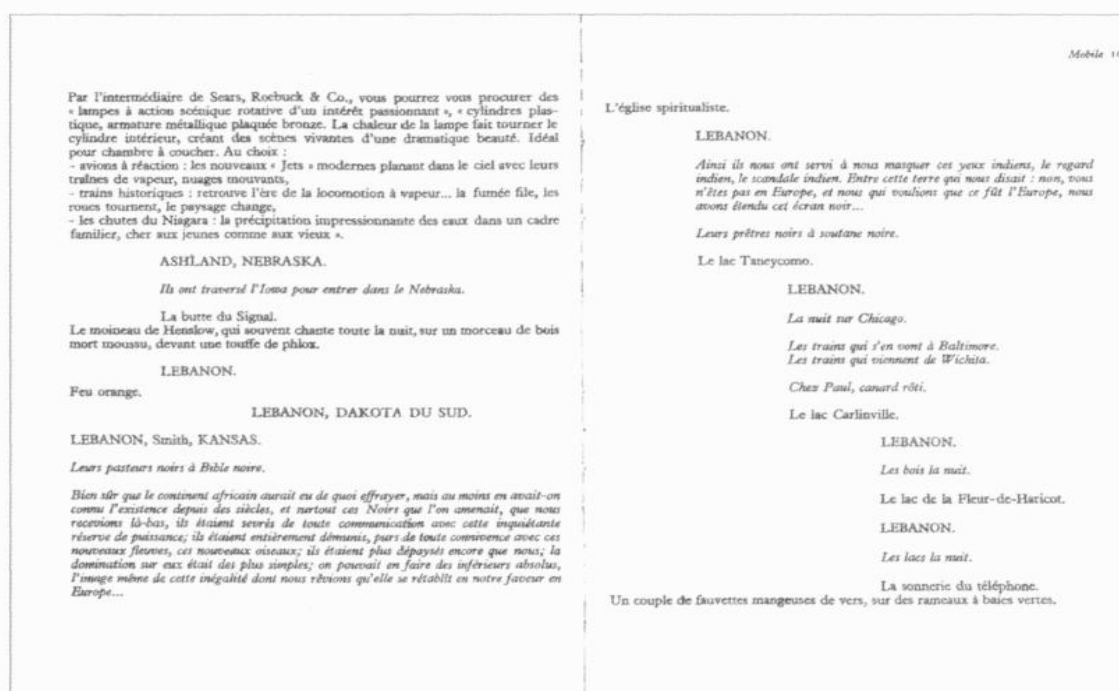 Par l'intermédiaire de Sears, Roebuck & Co., vous pourrez vous procurer des
« lampes à action scénique rotative d'un intérêt passionnant », « cylindres plas-
tique, armature métallique plaquée bronze. La chaleur de la lampe fait tourner le
cylindre intérieur, créant des scènes vivantes d'une dramatique beauté. Idéal
pour chambre à coucher. Au choix :
- avions à réaction : les nouveaux « Jets » modernes planant dans le ciel avec leurs
traînes de vapeur, nuages mouvants,
- trains historiques : retrouve l'ère de la locomotion à vapeur... la fumée file, les
roues tournent, le paysage change,
- les chutes du Niagara : la précipitation impressionnante des eaux dans un cadre
familier, cher aux jeunes comme aux vieux ».
ASHLAND, NEBRASKA.
Ils ont traversé l'Iowa pour entrer dans le Nebraska.
La butte du Signal.
Le moineau de Henslow, qui souvent chante toute la nuit, sur un morceau de bois
mort moussu, devant une touffe de phlox.
LEBANON.
Feu orange.
LEBANON, DAKOTA DU SUD.
LEBANON, Smith, KANSAS.
Leurs pasteurs noirs à Bible noire.
Bien sûr que le continent africain aurait eu de quoi effrayer, mais au moins en avait-on
connu l'existence depuis des siècles, et surtout ces Noirs que l'on amenait, que nous
recevions là-bas, ils étaient sevrés de toute communication avec cette inquiétante
réserve de puissance; ils étaient entièrement démunis, purs de toute connivence avec ces
nouveaux fleuves, ces nouveaux oiseaux; ils étaient plus dépaysés encore que nous; la
domination sur eux était des plus simples; on pouvait en faire des inférieurs absolus,
l'image même de cette inégalité dont nous rêvions qu'elle se rétablît en notre faveur en
Europe...
Mobile
L'église spiritualiste.
LEBANON.
Ainsi ils nous ont servi à nous masquer ces yeux indiens, le regard
indien, le scandale indien. Entre cette terre qui nous disait : non, vous
n'êtes pas en Europe, et nous qui voulions que ce fût l'Europe, nous
avons étendu cet écran noir...
Leurs prêtres noirs à soutane noire.
Le lac Taneycomo.
LEBANON.
La nuit sur Chicago.
Les trains qui s'en vont à Baltimore.
Les trains qui viennent de Wichita.
Chez Paul, canard rôti.
Le lac Carlinville.
LEBANON.
Les bois la nuit.
Le lac de la Fleur-de-Haricot.
LEBANON.
Les lacs la nuit.
La sonnerie du téléphone.
Un couple de fauvettes mangeuses de vers, sur des rameaux à baies vertes.